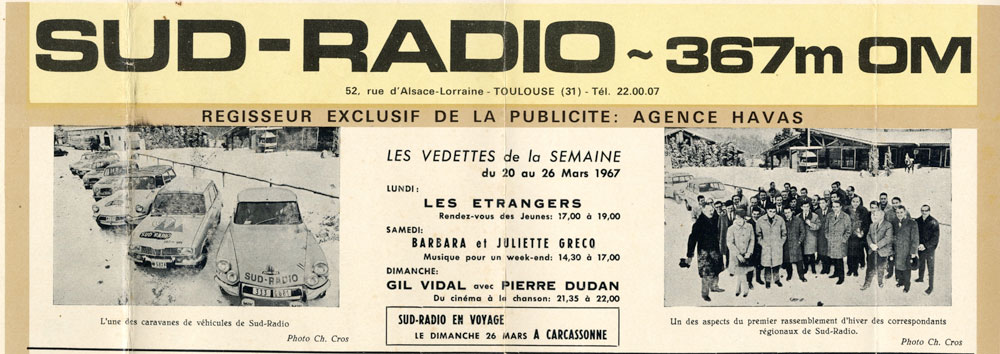 SUD-RADIO ~ 367m OM
52, rue d'Alsace-Lorraine - TOULOUSE (31) - Tél. 22.00.07
REGISSEUR EXCLUSIF DE LA PUBLICITE: AGENCE HAVAS
SUD RADIO
SUD-RADIO
L'une des caravanes de véhicules de Sud-Radio
Photo Ch. Cros
LES VEDETTES de la SEMAINE
du 20 au 26 Mars 1967
LUNDI:
LES ETRANGERS
Rendez-vous des Jeunes: 17,00 à 19,00
SAMEDI:
BARBARA et JULIETTE GRECO
Musique pour un week-end: 14,30 à 17,00
DIMANCHE:
GIL VIDAL avec PIERRE DUDAN
Du cinéma à la chanson: 21,35 à 22,00
SUD-RADIO EN VOYAGE
LE DIMANCHE 26 MARS A CARCASSONNE
Un des aspects du premier rassemblement d'hiver des correspondants
régionaux de Sud-Radio.
Photo Ch. Cros